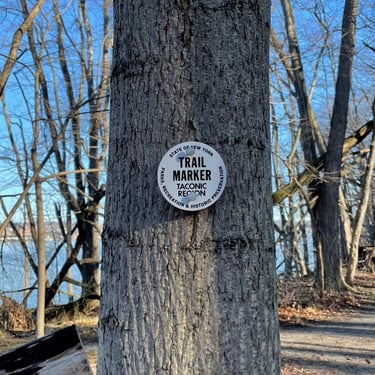 STATE OF NEW YORK
TRAIL
MARKER
TACONIC
REGION
PARKS, RECREATION & HISTORIC PRESERVATION